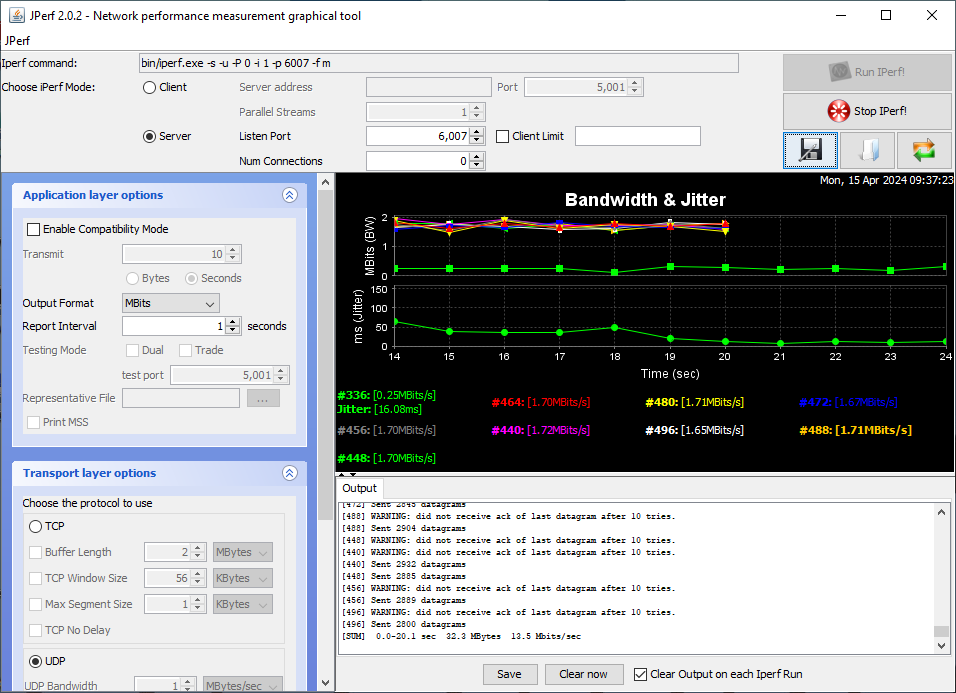 JPerf 2.0.2 - Network performance measurement graphical tool
JPerf
Iperf command: bin/iperf.exe -s -u -P 0 -i 1 -p 6007 -f m
Run IPerf!
Choose iPerf Mode: Client Server address Port 5,001
Parallel Streams 1
Stop IPerf!
Server Listen Port 6,007 Client Limit
Num Connections 0
Application layer options
Enable Compatibility Mode
Transmit 10
Bytes Seconds
Output Format MBits
Report Interval 1 seconds
Testing Mode Dual Trade
test port 5,001
Representative File ...
Print MSS
Transport layer options
Choose the protocol to use
TCP
Buffer Length 2 MBytes
TCP Window Size 56 KBytes
Max Segment Size 1 KBytes
TCP No Delay
UDP
UDP Bandwidth 1 MBytes/sec
Mon, 15 Apr 2024 09:37:23
Bandwidth & Jitter
MBits (BW)
2
1
0
ms (Jitter)
150
100
50
0
14 15 16 17 18 19 20 21 22 23 24
Time (sec)
#336: [0.25MBits/s]
Jitter: [16.08ms]
#464: [1.70MBits/s]
#480: [1.71MBits/s]
#472: [1.67MBits/s]
#456: [1.70MBits/s]
#440: [1.72MBits/s]
#496: [1.65MBits/s]
#488: [1.71MBits/s]
#448: [1.70MBits/s]
Output
[472] Sent 2845 datagrams
[488] WARNING: did not receive ack of last datagram after 10 tries.
[488] Sent 2904 datagrams
[448] WARNING: did not receive ack of last datagram after 10 tries.
[440] WARNING: did not receive ack of last datagram after 10 tries.
[440] Sent 2932 datagrams
[448] Sent 2885 datagrams
[456] WARNING: did not receive ack of last datagram after 10 tries.
[456] Sent 2889 datagrams
[496] WARNING: did not receive ack of last datagram after 10 tries.
[496] Sent 2800 datagrams
[SUM] 0.0-20.1 sec 32.3 MBytes 13.5 Mbits/sec
Save Clear now Clear Output on each Iperf Run